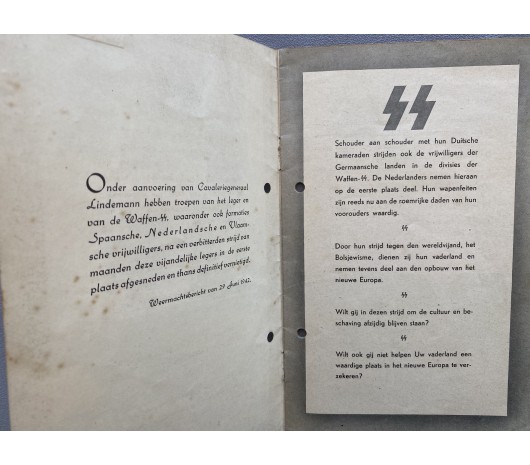 Onder aanvoering van Cavaleriegeneraal
Lindemann hebben troepen van het leger en
van de Waffen-ᛋᛋ, waaronder ook formaties
Spaansche, Nederlandsche en Vlaam-
sche vrijwilligers, na een verbitterden strijd van
maanden deze vijandelijke legers in de eerste
plaats afgesneden en thans definitief vernietigd.
Weermachtsbericht van 29 Juni 1942.
ᛋᛋ
Schouder aan schouder met hun Duitsche
kameraden strijden ook de vrijwilligers der
Germaansche landen in de divisies der
Waffen-ᛋᛋ. De Nederlanders nemen hieraan
op de eerste plaats deel. Hun wapenfeiten
zijn reeds nu aan de roemrijke daden van hun
voorouders waardig.
ᛋᛋ
Door hun strijd tegen den wereldvijand, het
Bolsjewisme, dienen zij hun vaderland en
nemen tevens deel aan den opbouw van het
nieuwe Europa.
ᛋᛋ
Wilt gij in dezen strijd om de cultuur en be-
schaving afzijdig blijven staan?
ᛋᛋ
Wilt ook gij niet helpen Uw vaderland een
waardige plaats in het nieuwe Europa te ver-
zekeren?